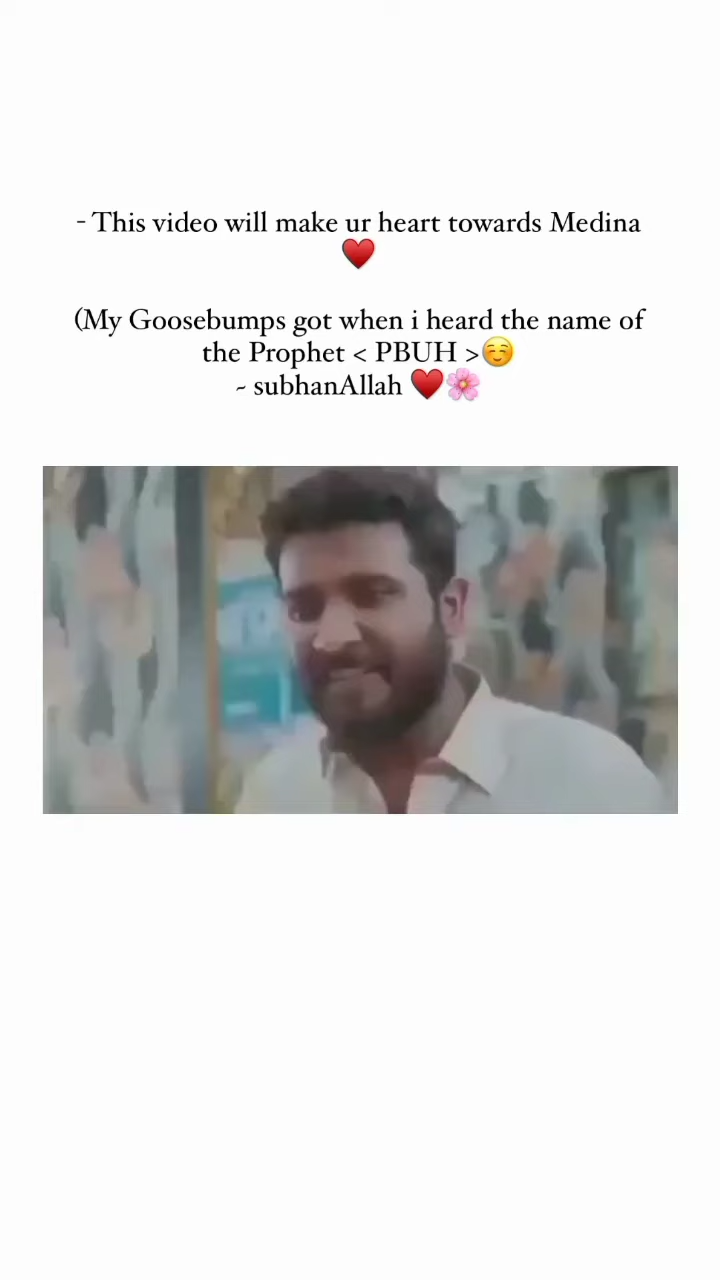 - This video will make ur heart towards Medina
♥️
(My Goosebumps got when i heard the name of
the Prophet < PBUH >☺️
~ subhanAllah ♥️🌸